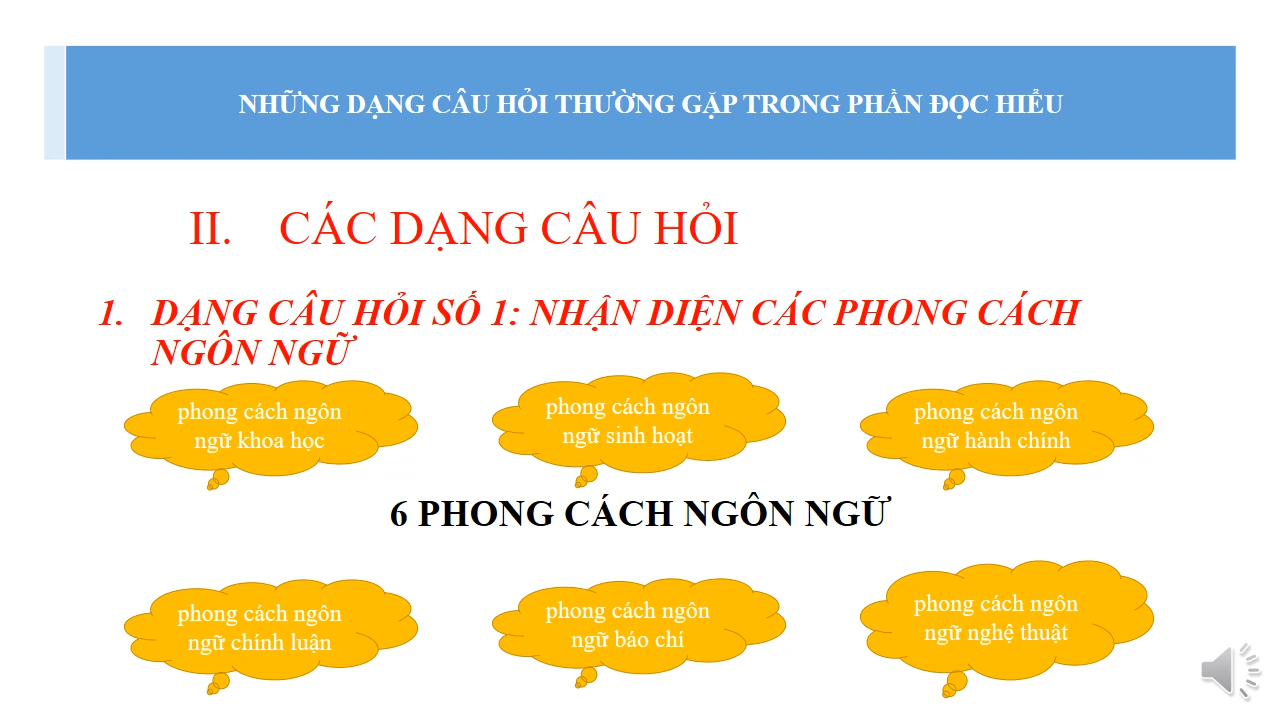 NHỮNG DẠNG CÂU HỎI THƯỜNG GẶP TRONG PHẦN ĐỌC HIỂU
II. CÁC DẠNG CÂU HỎI
1. DẠNG CÂU HỎI SỐ 1: NHẬN DIỆN CÁC PHONG CÁCH
NGÔN NGỮ
phong cách ngôn
ngữ khoa học
phong cách ngôn
ngữ sinh hoạt
phong cách ngôn
ngữ hành chính
6 PHONG CÁCH NGÔN NGỮ
phong cách ngôn
ngữ chính luận
phong cách ngôn
ngữ báo chí
phong cách ngôn
ngữ nghệ thuật